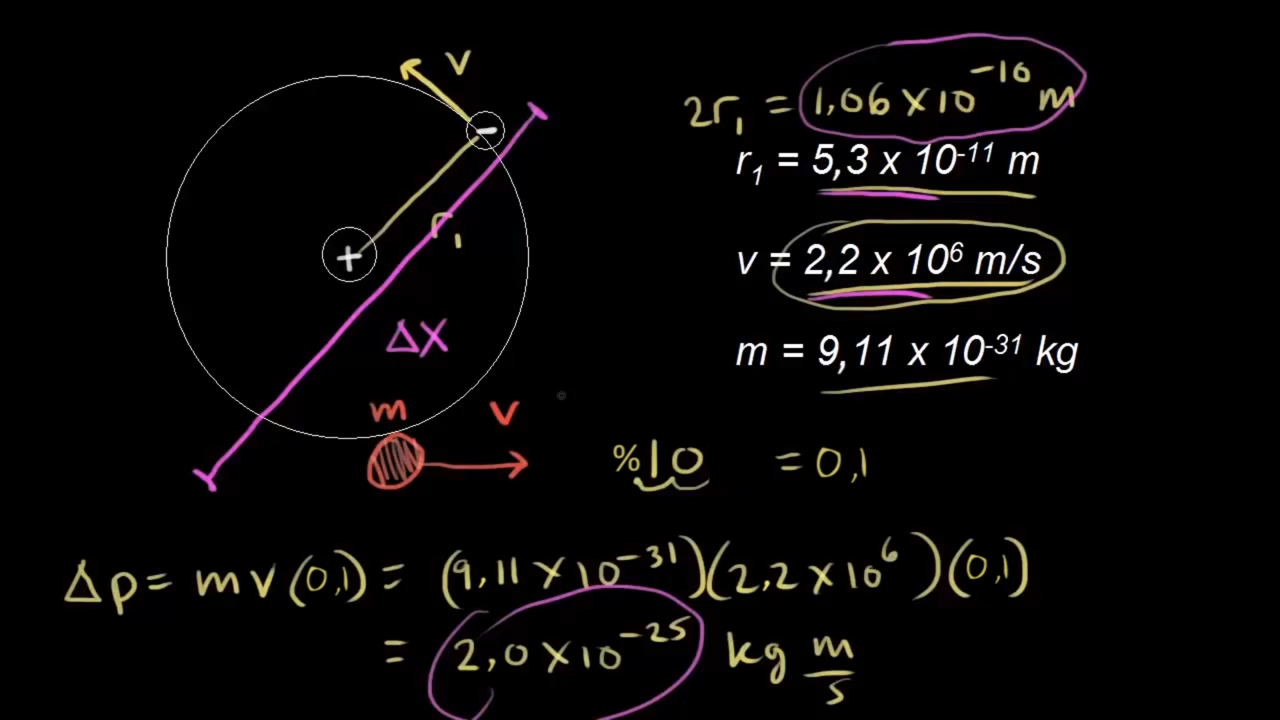 v
−
+
r₁
Δx
m
v
2r₁ = 1,06 x 10⁻¹⁰ m
r₁ = 5,3 x 10⁻¹¹ m
v = 2,2 x 10⁶ m/s
m = 9,11 x 10⁻³¹ kg
%10 = 0,1
Δp = mv(0,1) = (9,11 x 10⁻³¹)(2,2 x 10⁶)(0,1)
= 2,0 x 10⁻²⁵ kg m/s